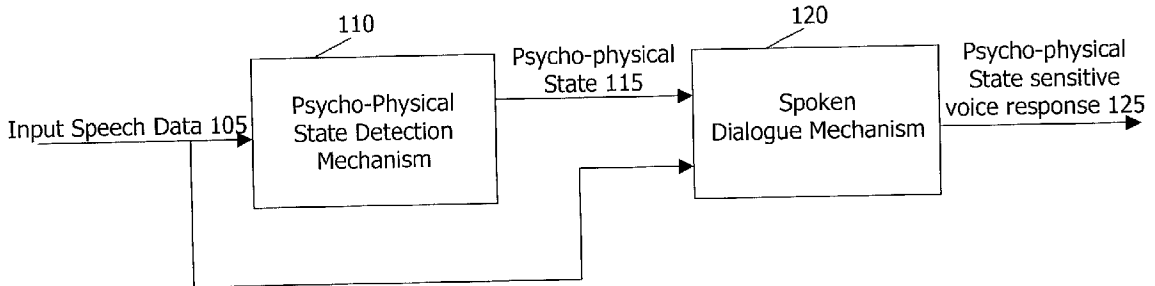 110
120
Input Speech Data 105
Psycho-Physical
State Detection
Mechanism
Psycho-physical
State 115
Spoken
Dialogue Mechanism
Psycho-physical
State sensitive
voice response 125